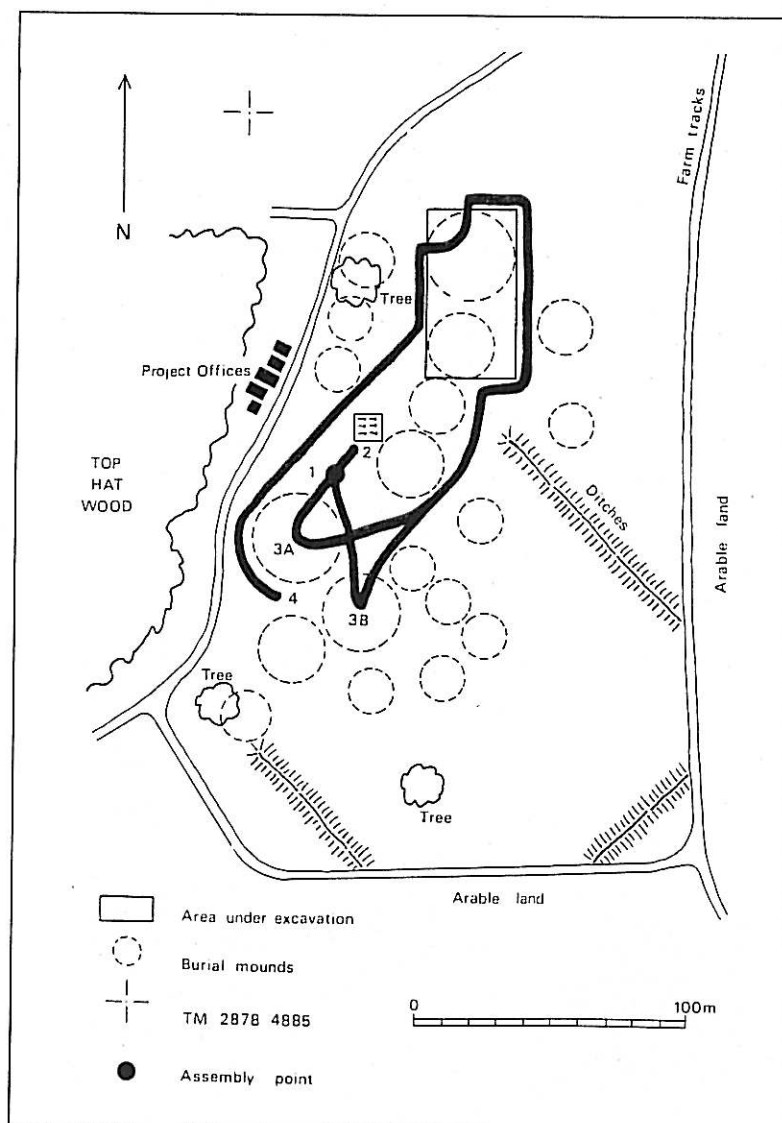 N
Farm tracks
Tree
Project Offices
TOP
HAT
WOOD
2
1
Ditches
Arable land
3A
4
3B
Tree
Tree
Arable land
Area under excavation
Burial mounds
TM 2878 4885
0
100m
Assembly point